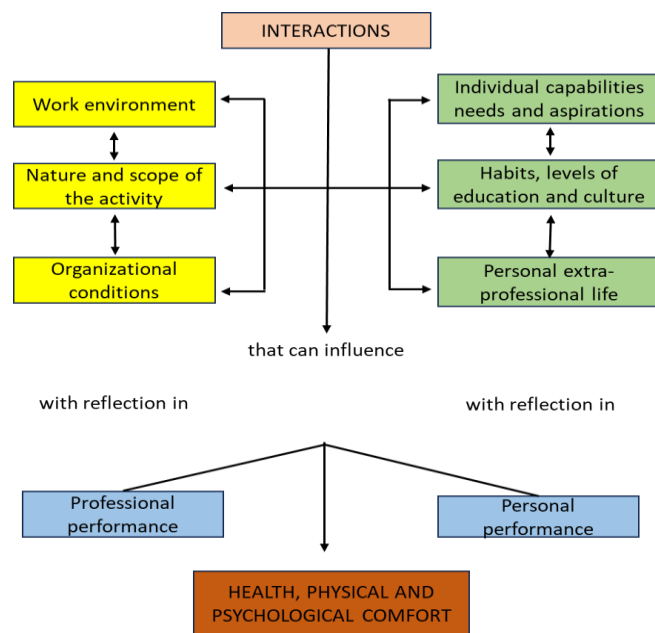 INTERACTIONS
Work environment
Individual capabilities
needs and aspirations
Nature and scope of
the activity
Habits, levels of
education and culture
Organizational
conditions
Personal extra-
professional life
that can influence
with reflection in
with reflection in
Professional
performance
Personal
performance
HEALTH, PHYSICAL AND
PSYCHOLOGICAL COMFORT